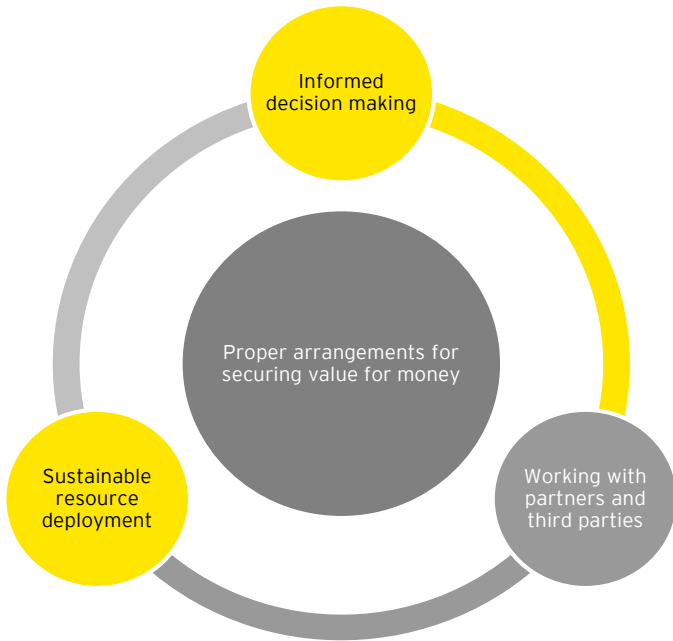 Informed
decision making
Proper arrangements for
securing value for money
Sustainable
resource
deployment
Working with
partners and
third parties